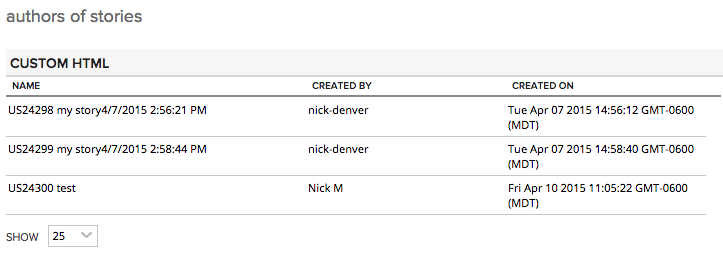 authors of stories
CUSTOM HTML
NAME CREATED BY CREATED ON
US24298 my story4/7/2015 2:56:21 PM nick-denver Tue Apr 07 2015 14:56:12 GMT-0600
(MDT)
US24299 my story4/7/2015 2:58:44 PM nick-denver Tue Apr 07 2015 14:58:40 GMT-0600
(MDT)
US24300 test Nick M Fri Apr 10 2015 11:05:22 GMT-0600
(MDT)
SHOW 25